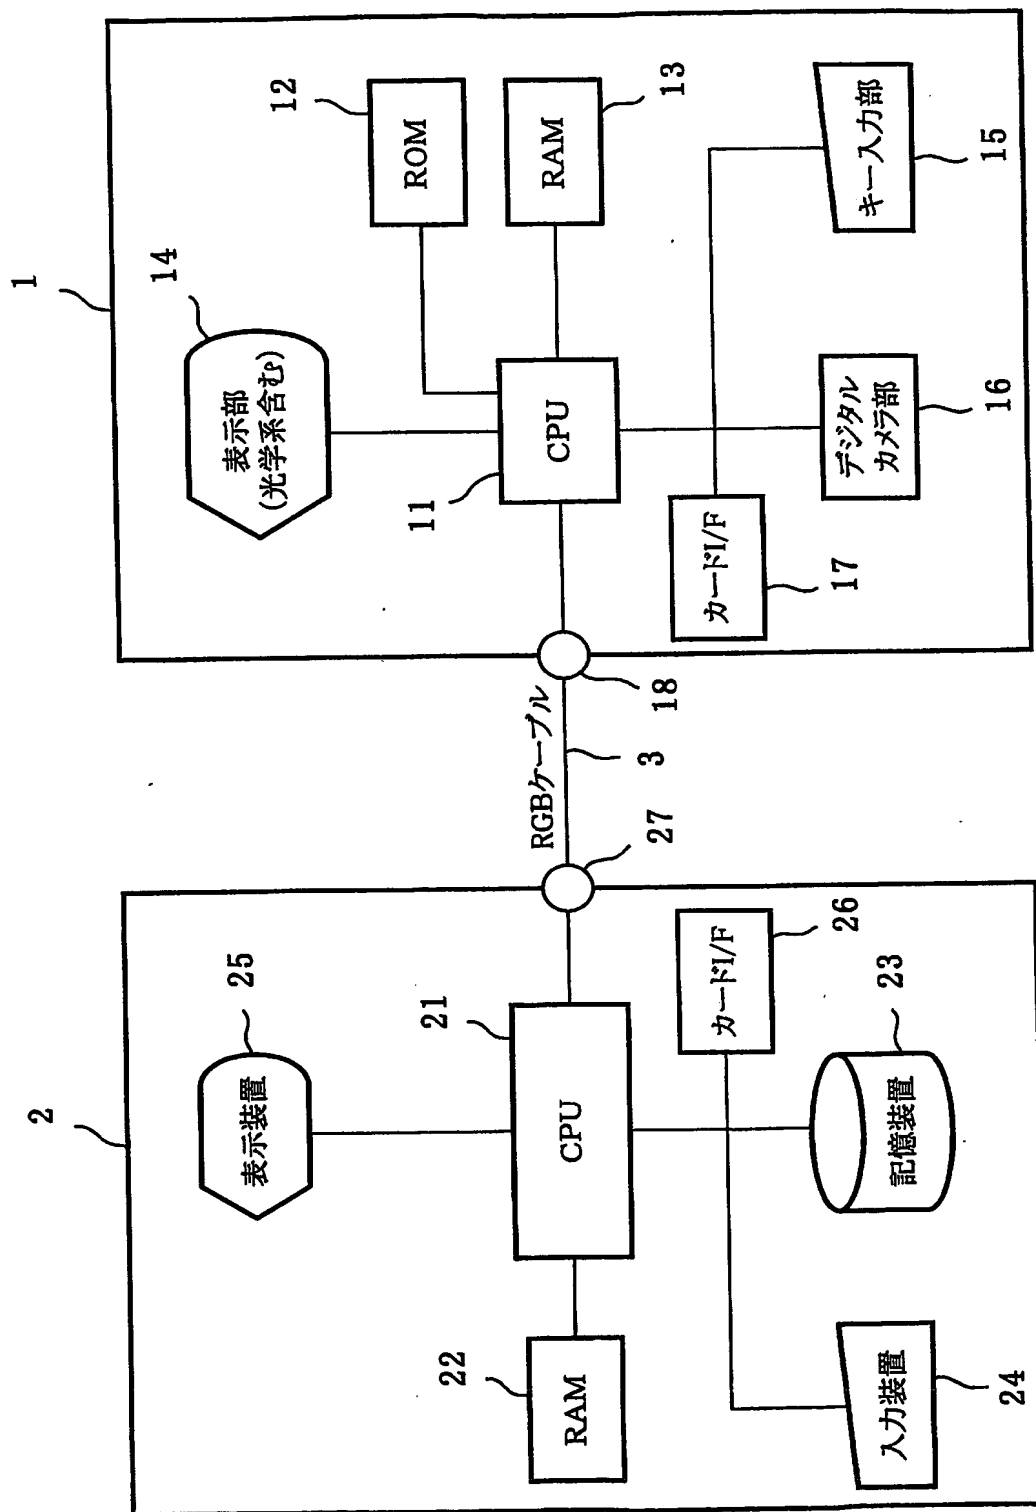 2
25
表示装置
21
CPU
22
RAM
カードI/F
26
入力装置
24
記憶装置
23
27
RGBケーブル
3
18
1
14
表示部
(光学系含む)
12
ROM
11
CPU
RAM
13
カードI/F
17
デジタル
カメラ部
16
キー入力部
15